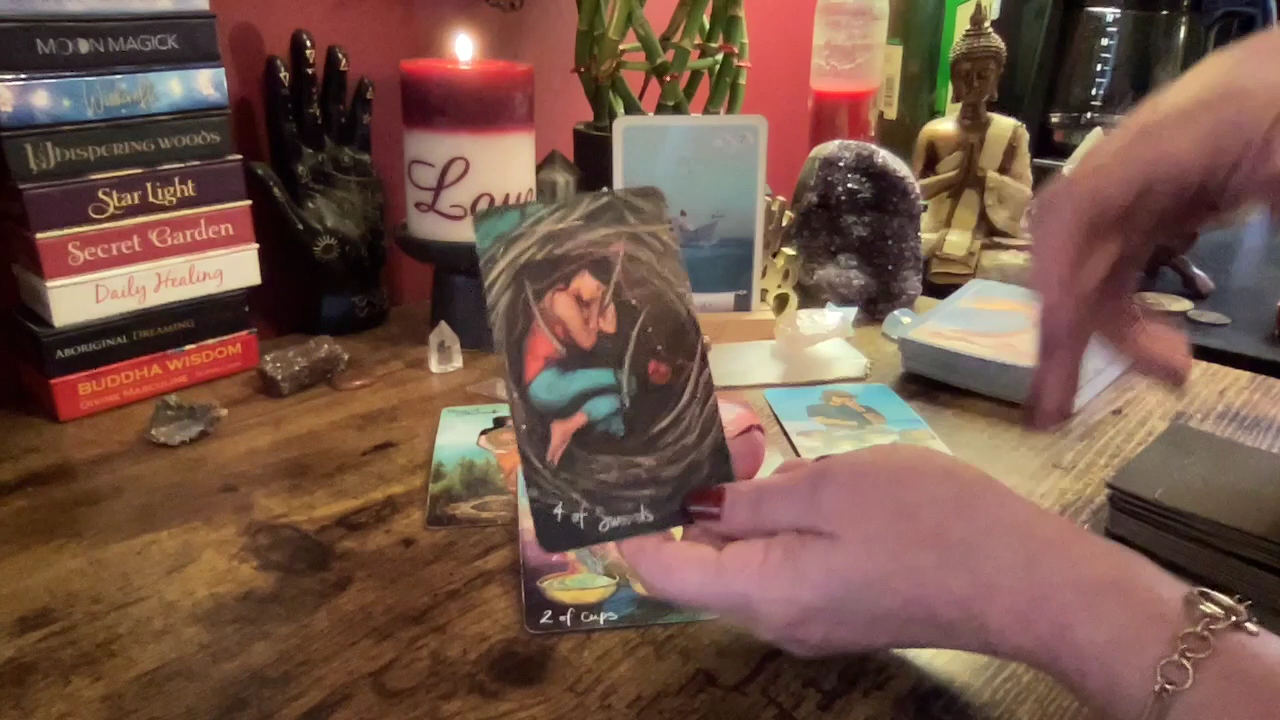 MOON MAGICK
Witchcraft
WHISPERING WOODS
Star Light
Secret Garden
Daily Healing
ABORIGINAL DREAMING
BUDDHA WISDOM
DIVINE MASCULINE
Love
4 of Swords
2 of cups